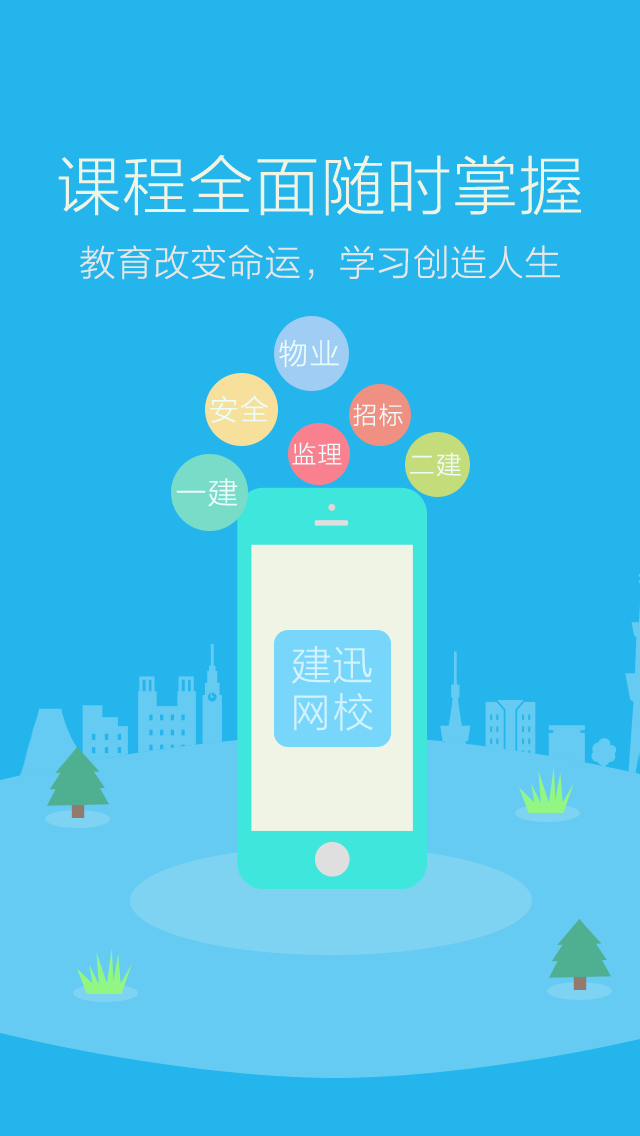 课程全面随时掌握
教育改变命运，学习创造人生
物业
安全
招标
监理
二建
一建
建迅
网校